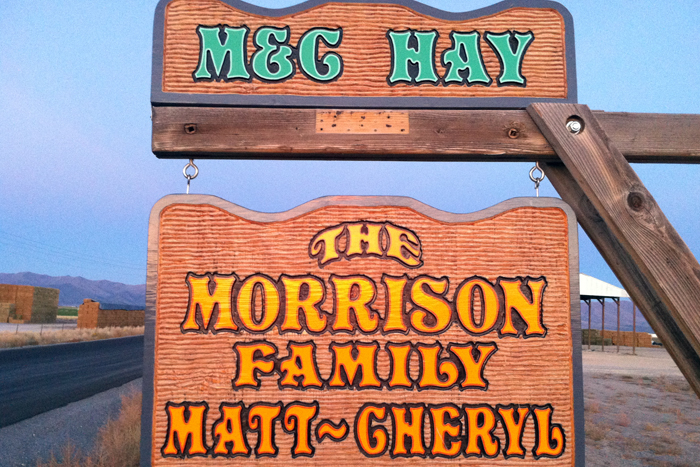 M&C HAY
THE
MORRISON
FAMILY
MATT~CHERYL